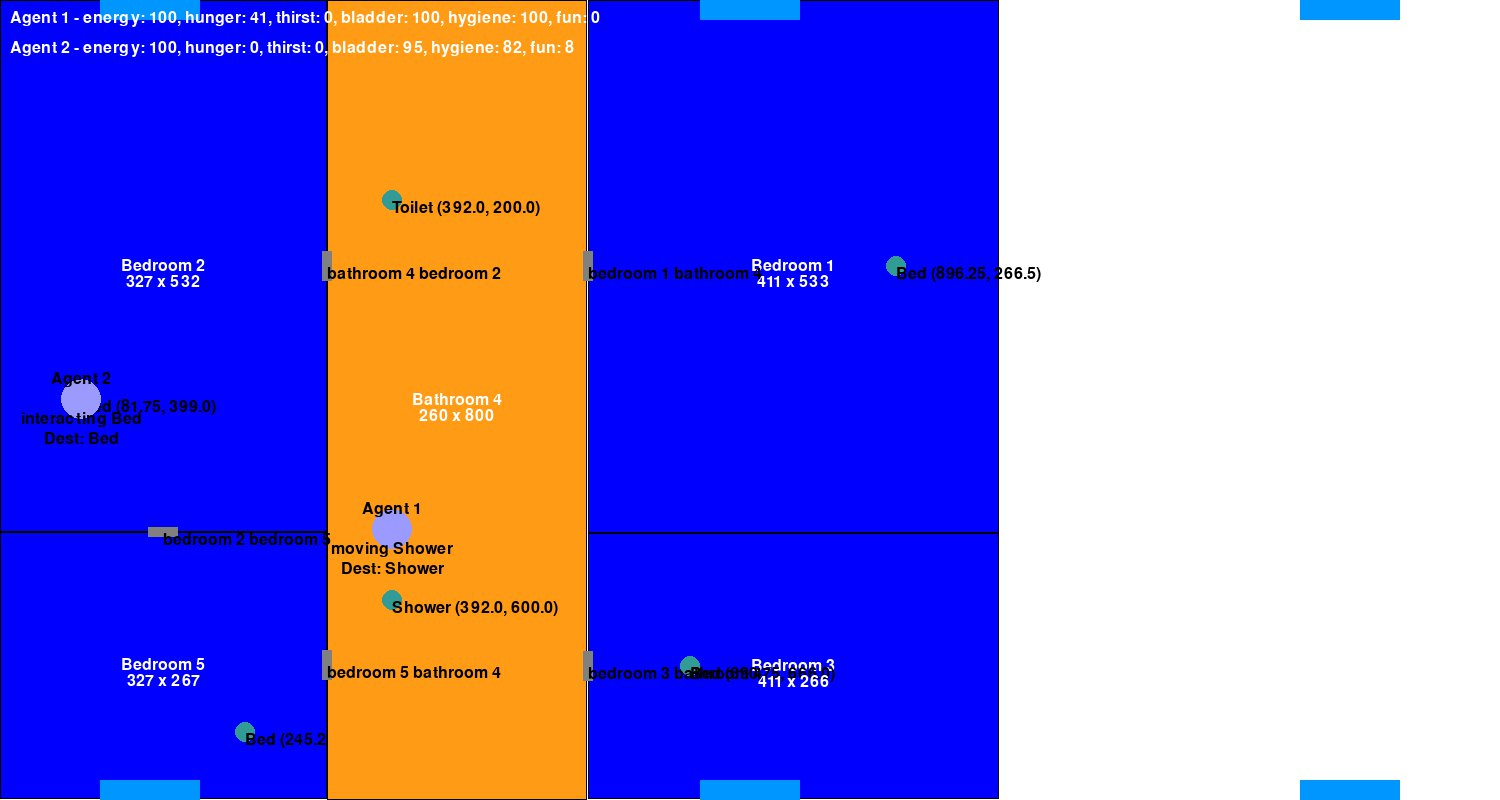 Agent 1 - energy: 100, hunger: 41, thirst: 0, bladder: 100, hygiene: 100, fun: 0
Agent 2 - energy: 100, hunger: 0, thirst: 0, bladder: 95, hygiene: 82, fun: 8
Toilet (392.0, 200.0)
Bedroom 2
327 x 532
bathroom 4 bedroom 2
bedroom 1 bathroom 4
Bedroom 1
411 x 533
Bed (896.25, 266.5)
Agent 2
(81.75, 399.0)
interacting Bed
Dest: Bed
Bathroom 4
260 x 800
Agent 1
bedroom 2 bedroom 5
moving Shower
Dest: Shower
Shower (392.0, 600.0)
Bedroom 5
327 x 267
bedroom 5 bathroom 4
bedroom 3
Bedroom 3
411 x 266
Bed (245.2